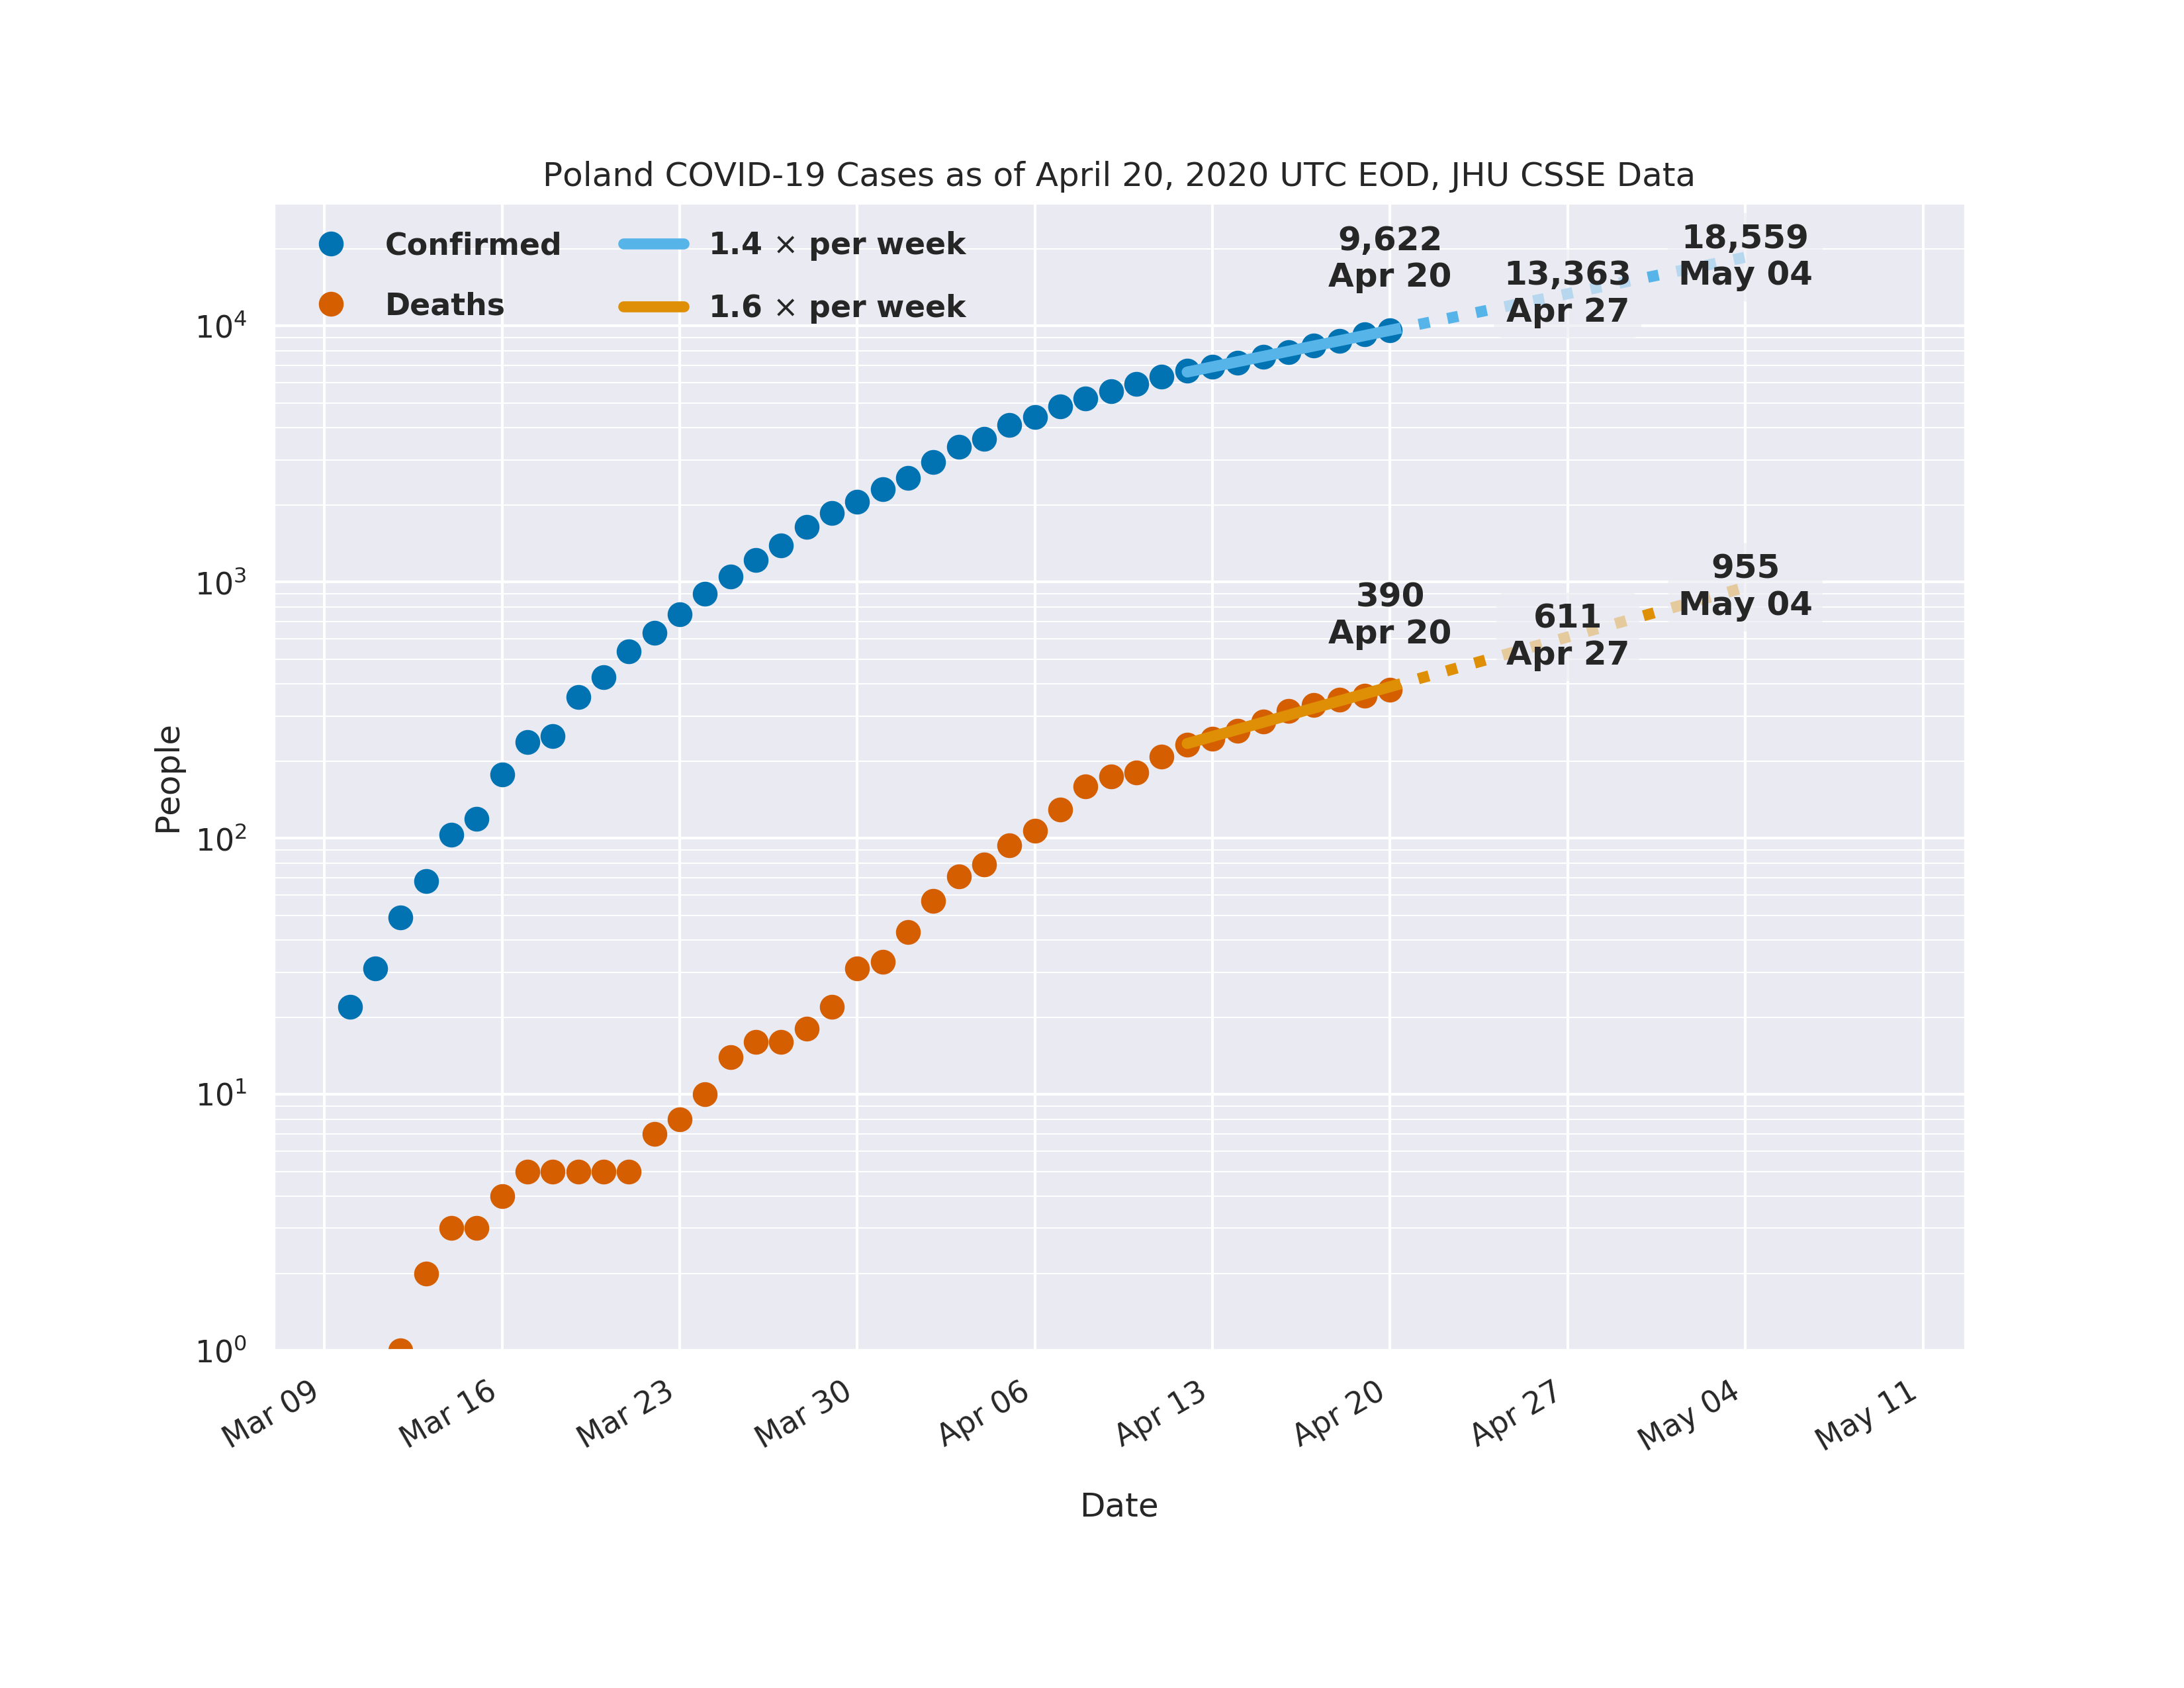 Poland COVID-19 Cases as of April 20, 2020 UTC EOD, JHU CSSE Data
Confirmed
Deaths
1.4 × per week
1.6 × per week
9,622
Apr 20
13,363
Apr 27
18,559
May 04
390
Apr 20
611
Apr 27
955
May 04
People
10⁴
10³
10²
10¹
10⁰
Mar 09
Mar 16
Mar 23
Mar 30
Apr 06
Apr 13
Apr 20
Apr 27
May 04
May 11
Date